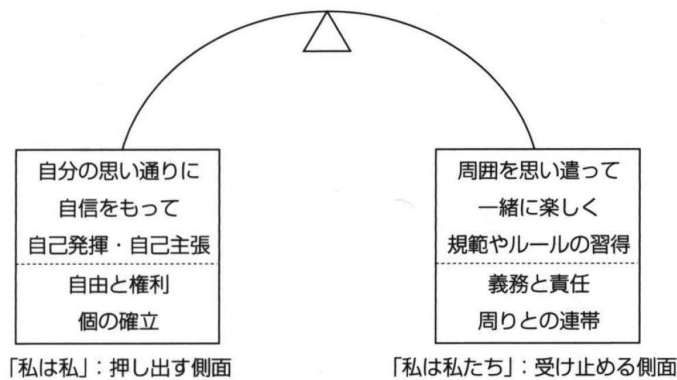 自分の思い通りに
自信をもって
自己発揮・自己主張
自由と権利
個の確立
「私は私」：押し出す側面
周囲を思い遣って
一緒に楽しく
規範やルールの習得
義務と責任
周りとの連帯
「私は私たち」：受け止める側面